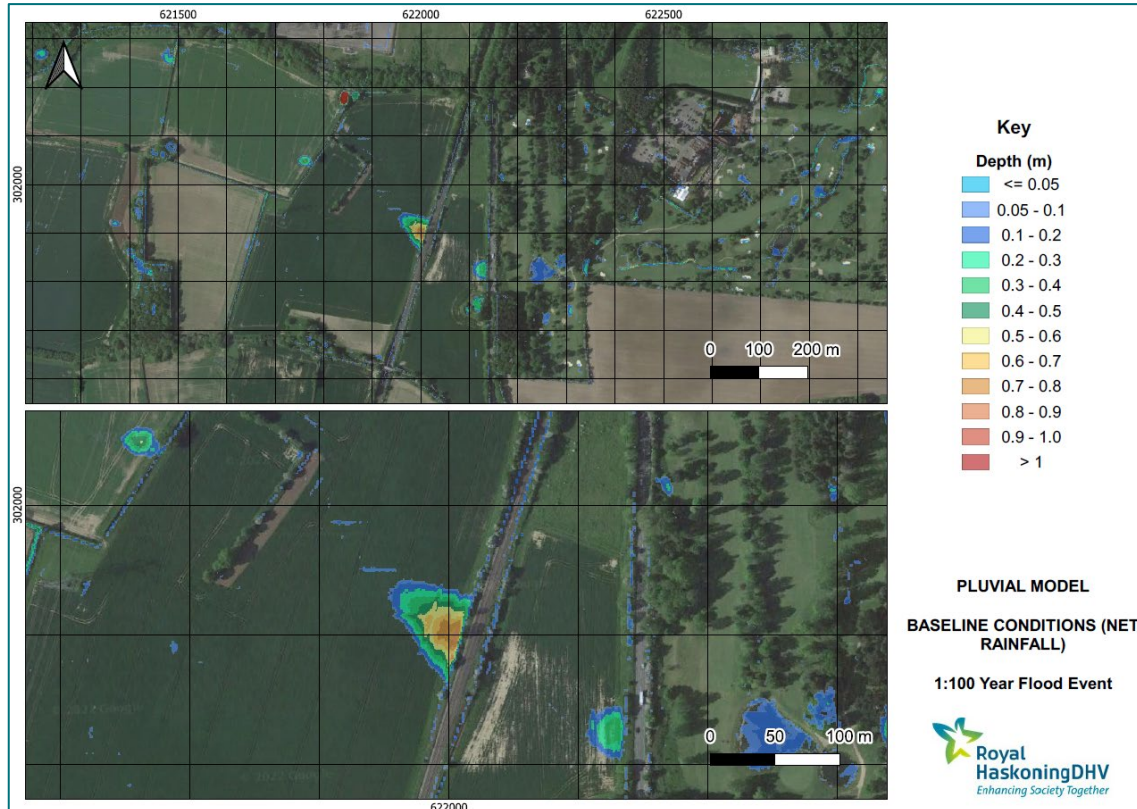 621500 622000 622500
302000
0 100 200 m
302000
0 50 100 m
622000
Key
Depth (m)
<= 0.05
0.05 - 0.1
0.1 - 0.2
0.2 - 0.3
0.3 - 0.4
0.4 - 0.5
0.5 - 0.6
0.6 - 0.7
0.7 - 0.8
0.8 - 0.9
0.9 - 1.0
> 1
PLUVIAL MODEL
BASELINE CONDITIONS (NET
RAINFALL)
1:100 Year Flood Event
Royal
HaskoningDHV
Enhancing Society Together